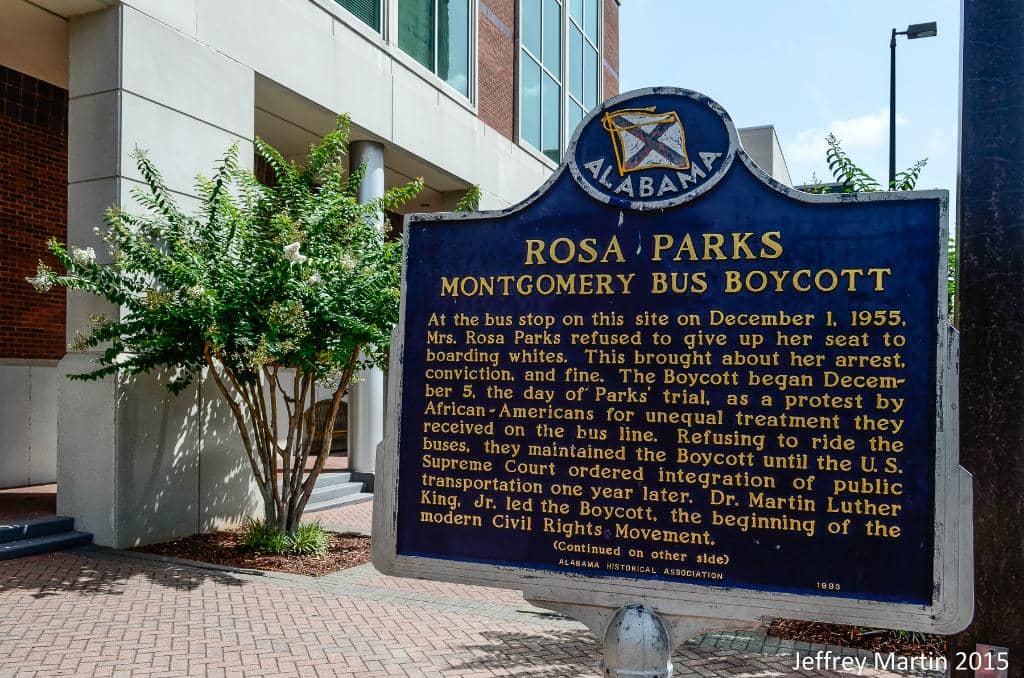 ALABAMA
ROSA PARKS
MONTGOMERY BUS BOYCOTT
At the bus stop on this site on December 1, 1955,
Mrs. Rosa Parks refused to give up her seat to
boarding whites. This brought about her arrest,
conviction, and fine. The Boycott began Decem-
ber 5, the day of Parks' trial, as a protest by
African-Americans for unequal treatment they
received on the bus line. Refusing to ride the
buses, they maintained the Boycott until the U.S.
Supreme Court ordered integration of public
transportation one year later. Dr. Martin Luther
King, Jr. led the Boycott, the beginning of the
modern Civil Rights Movement.
(Continued on other side)
ALABAMA HISTORICAL ASSOCIATION
1993
Jeffrey Martin 2015